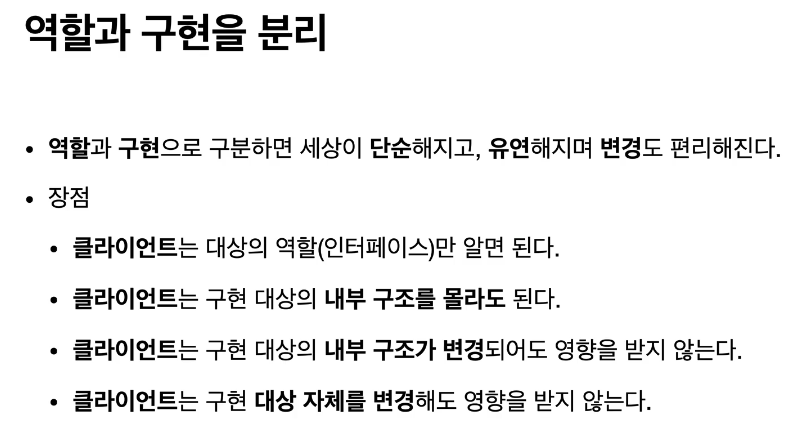 역할과 구현을 분리
• 역할과 구현으로 구분하면 세상이 단순해지고, 유연해지며 변경도 편리해진다.
• 장점
• 클라이언트는 대상의 역할(인터페이스)만 알면 된다.
• 클라이언트는 구현 대상의 내부 구조를 몰라도 된다.
• 클라이언트는 구현 대상의 내부 구조가 변경되어도 영향을 받지 않는다.
• 클라이언트는 구현 대상 자체를 변경해도 영향을 받지 않는다.